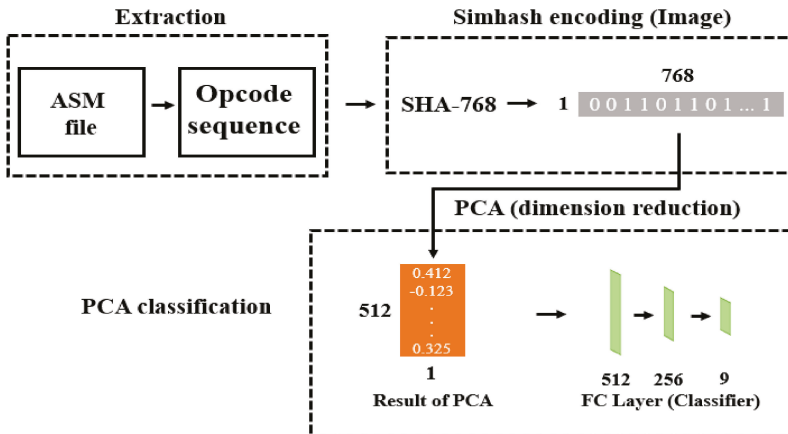 Extraction
ASM
file
Opcode
sequence
Simhash encoding (Image)
SHA-768
768
1
0 0 1 1 0 1 1 0 1 ... 1
PCA (dimension reduction)
PCA classification
512
0.412
-0.123
.
.
.
0.325
1
Result of PCA
512 256 9
FC Layer (Classifier)